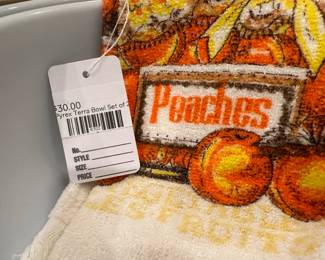 $30.00
Pyrex Terra Bowl Set of
No.
STYLE
SIZE
PRICE
Peaches